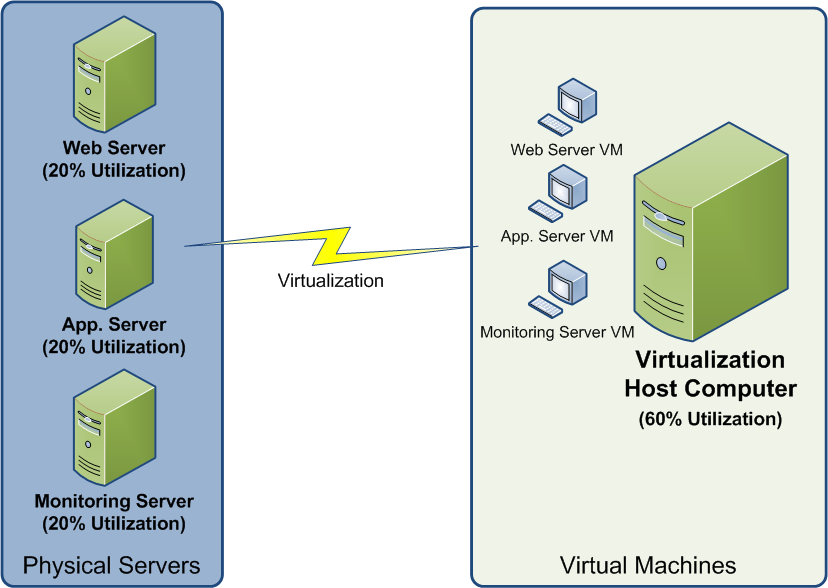 Web Server
(20% Utilization)
App. Server
(20% Utilization)
Monitoring Server
(20% Utilization)
Physical Servers
Virtualization
Web Server VM
App. Server VM
Monitoring Server VM
Virtualization
Host Computer
(60% Utilization)
Virtual Machines